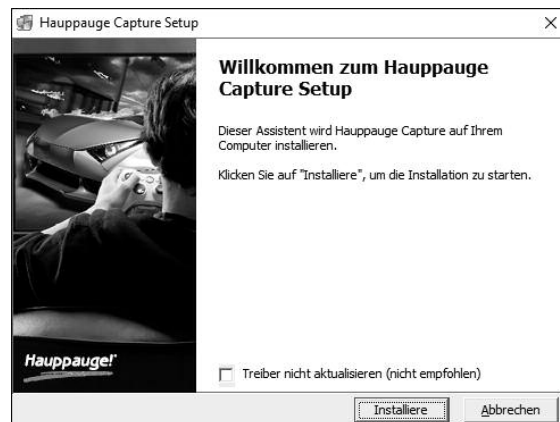 Hauppauge Capture Setup
Willkommen zum Hauppauge
Capture Setup
Dieser Assistent wird Hauppauge Capture auf Ihrem
Computer installieren.
Klicken Sie auf "Installiere", um die Installation zu starten.
Hauppauge!
Treiber nicht aktualisieren (nicht empfohlen)
Installiere
Abbrechen